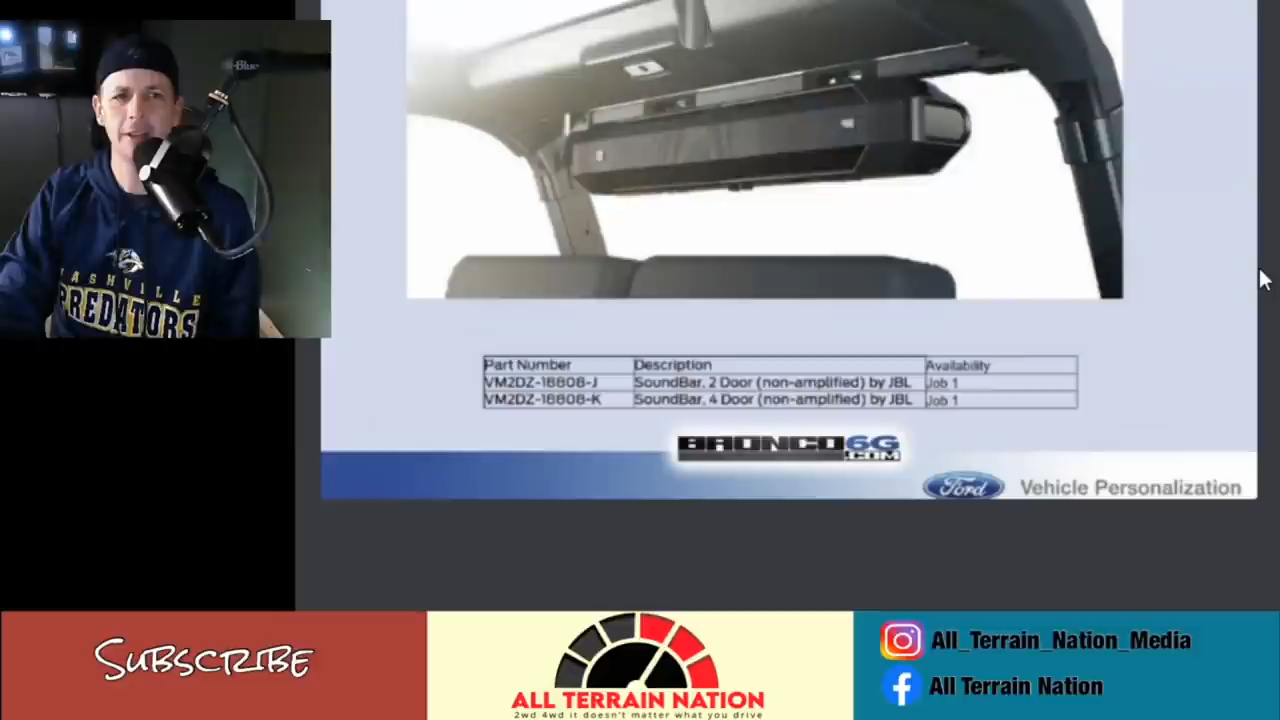 Blue
NASHVILLE
PREDATORS
Part Number Description Availability
VM2DZ-18808-J SoundBar, 2 Door (non-amplified) by JBL Job 1
VM2DZ-18808-K SoundBar, 4 Door (non-amplified) by JBL Job 1
BRONCO6G
.COM
Ford Vehicle Personalization
SUBSCRIBE
ALL TERRAIN NATION
2wd 4wd it doesn't matter what you drive
All_Terrain_Nation_Media
All Terrain Nation